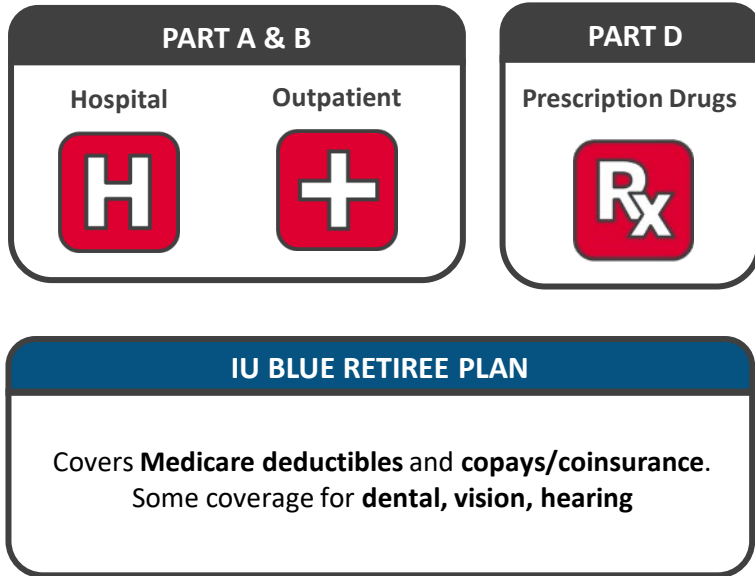 PART A & B
Hospital
Outpatient
H
+
PART D
Prescription Drugs
Rx
IU BLUE RETIREE PLAN
Covers Medicare deductibles and copays/coinsurance.
Some coverage for dental, vision, hearing